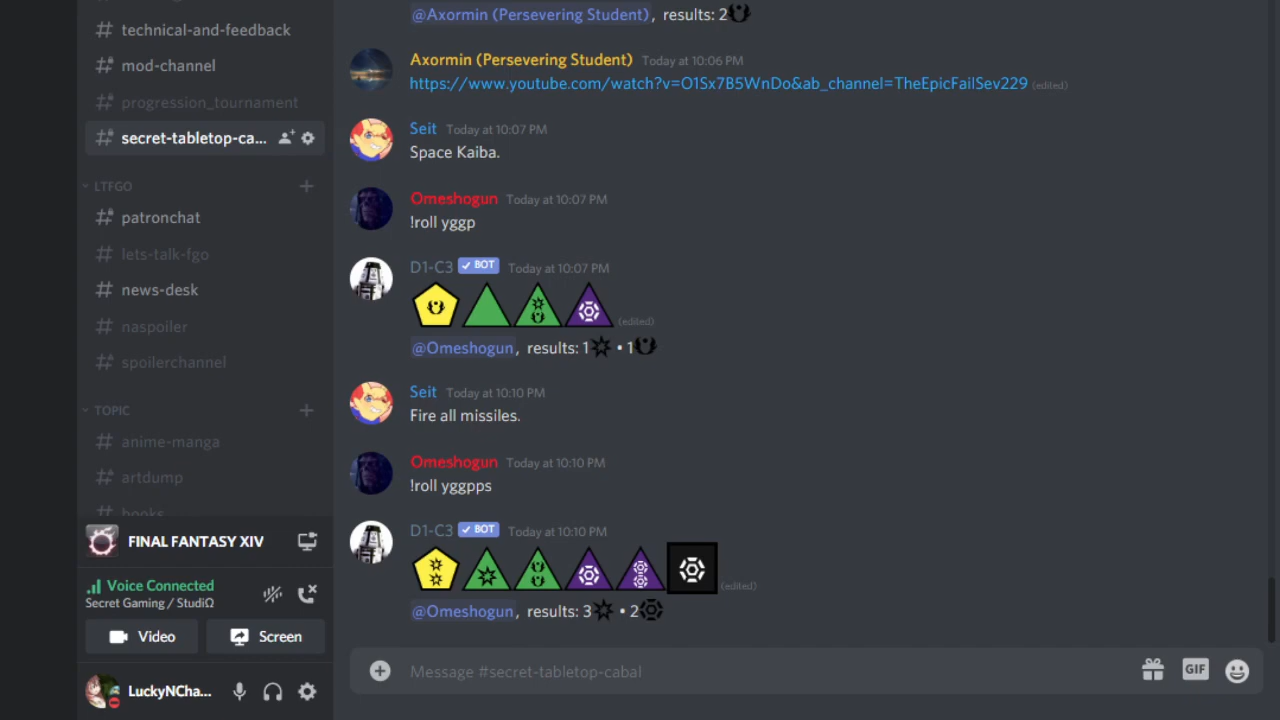 technical-and-feedback
mod-channel
progression_tournament
secret-tabletop-ca...
LTFGO
patronchat
lets-talk-fgo
news-desk
naspoiler
spoilerchannel
TOPIC
anime-manga
artdump
books
FINAL FANTASY XIV
Voice Connected
Secret Gaming / StudiΩ
Video
Screen
LuckyNCha...
@Axormin (Persevering Student), results: 2
Axormin (Persevering Student) Today at 10:06 PM
https://www.youtube.com/watch?v=O1Sx7B5WnDo&ab_channel=TheEpicFailSev229 (edited)
Seit Today at 10:07 PM
Space Kaiba.
Omeshogun Today at 10:07 PM
!roll yggp
D1-C3 BOT Today at 10:07 PM
(edited)
@Omeshogun, results: 1 • 1
Seit Today at 10:10 PM
Fire all missiles.
Omeshogun Today at 10:10 PM
!roll yggpps
D1-C3 BOT Today at 10:10 PM
(edited)
@Omeshogun, results: 3 • 2
Message #secret-tabletop-cabal
GIF